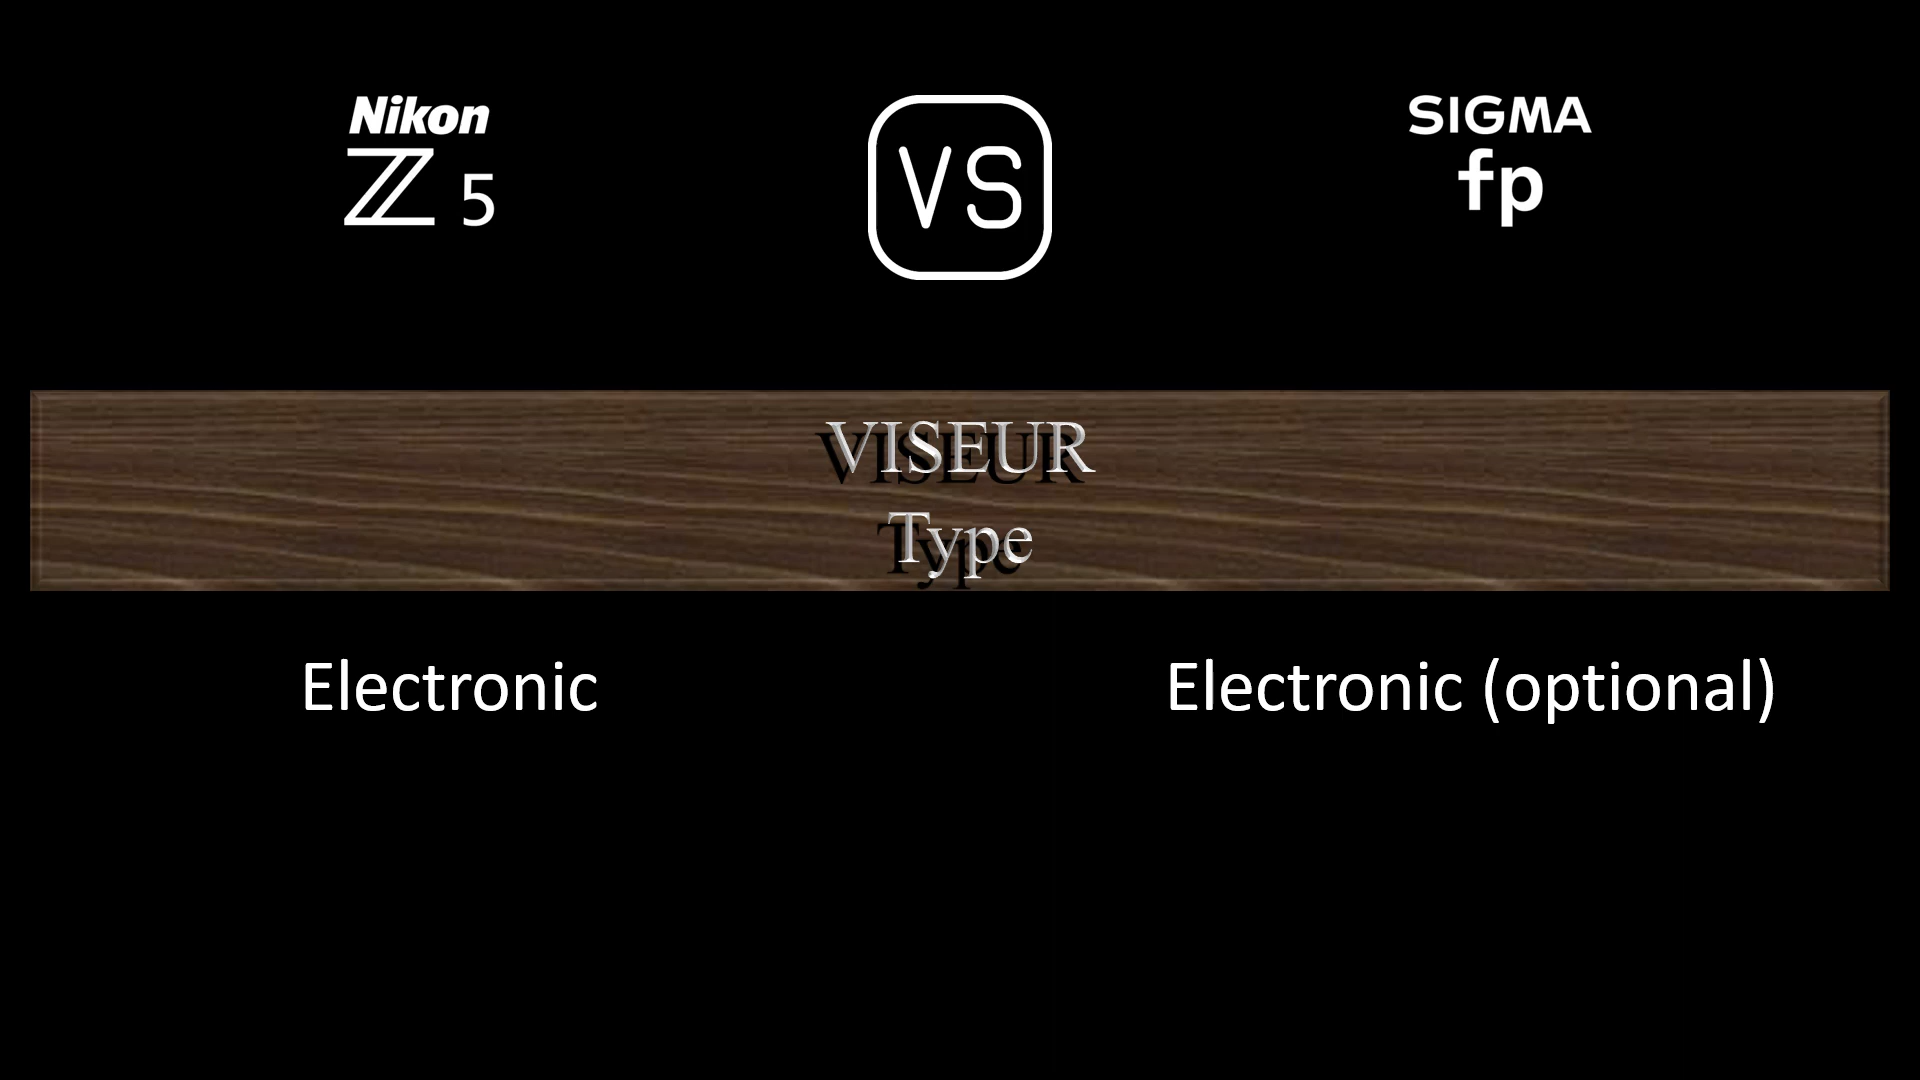 Nikon
Z 5
VS
SIGMA
fp
VISEUR
Type
Electronic
Electronic (optional)